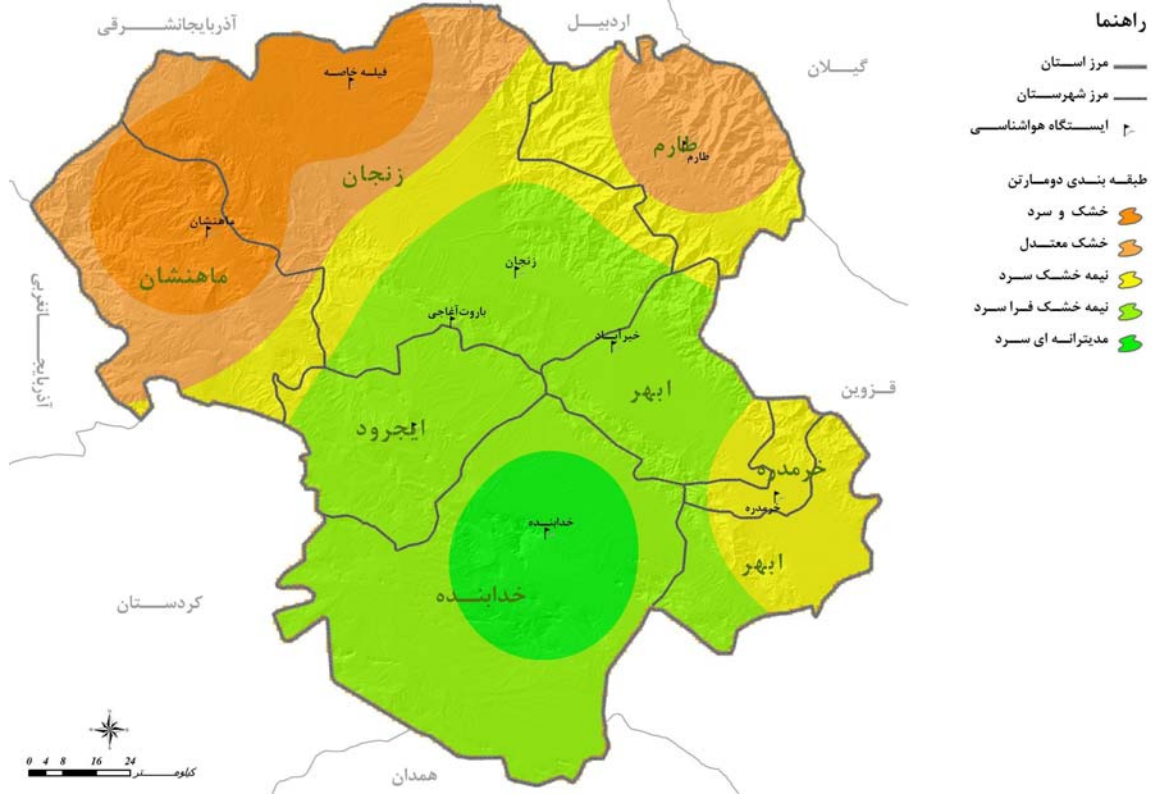 راهنما
مرز استان
مرز شهرستان
ایستگاه هواشناسی
طبقه بندی دومارتن
خشک و سرد
خشک معتدل
نیمه خشک سرد
نیمه خشک فرا سرد
مدیترانه ای سرد
آذربایجانشرقی
اردبیل
گیلان
فیله خاصه
طارم
طارم
زنجان
ماهنشان
ماهنشان
زنجان
آذربایجانغربی
باروت‌آغاجی
خیرآباد
قزوین
ابهر
ایجرود
خرمدره
خرمدره
خدابنده
ابهر
خدابنده
کردستان
همدان
0 4 8 16 24
کیلومتر